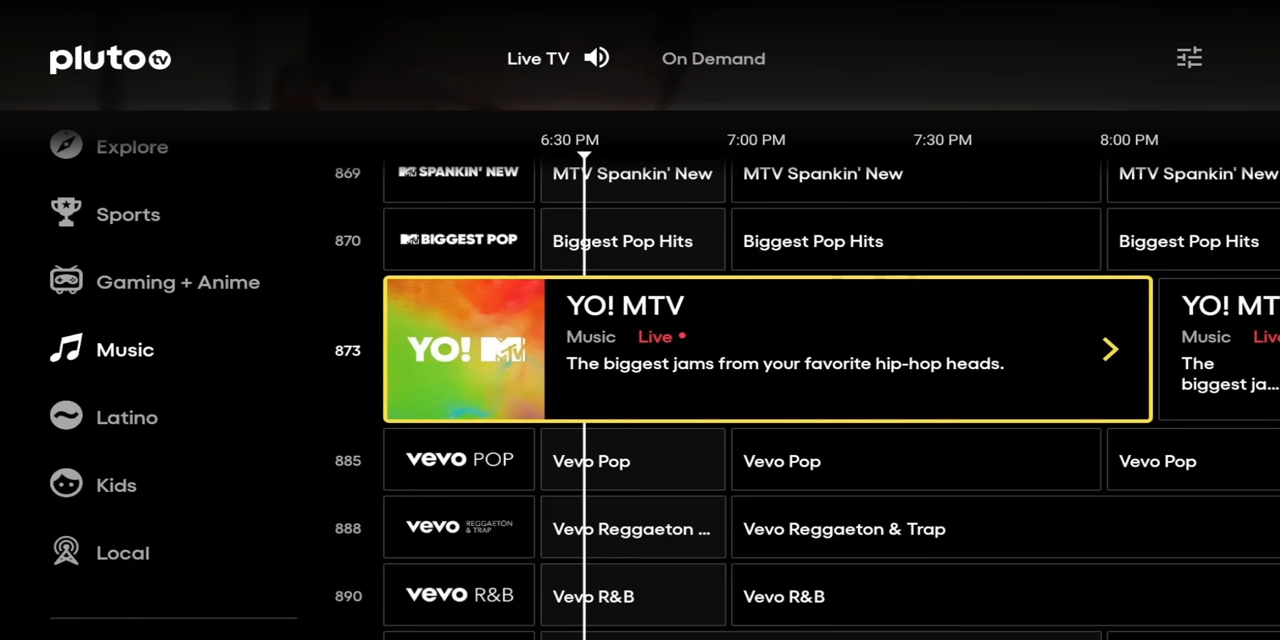 pluto tv
Live TV
On Demand
6:30 PM
7:00 PM
7:30 PM
8:00 PM
Explore
Sports
Gaming + Anime
Music
Latino
Kids
Local
869
MTV SPANKIN' NEW
MTV Spankin' New
MTV Spankin' New
MTV Spankin' New
870
MTV BIGGEST POP
Biggest Pop Hits
Biggest Pop Hits
Biggest Pop Hits
873
YO! MTV
YO! MTV
Music Live
The biggest jams from your favorite hip-hop heads.
YO! MT
Music Live
The
biggest ja...
885
vevo POP
Vevo Pop
Vevo Pop
Vevo Pop
888
vevo REGGAETÓN
& TRAP
Vevo Reggaeton ...
Vevo Reggaeton & Trap
890
vevo R&B
Vevo R&B
Vevo R&B